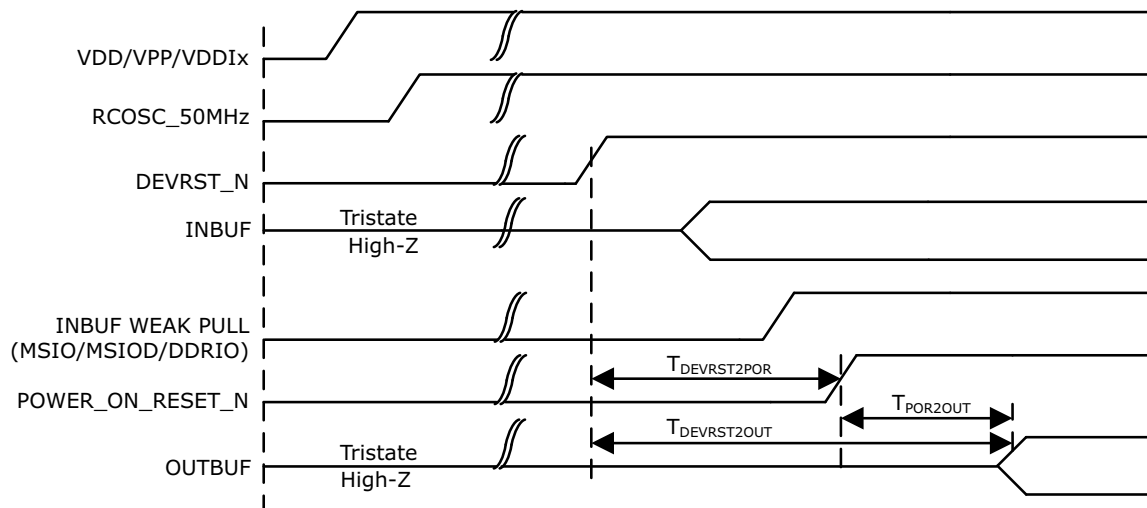 VDD/VPP/VDDIx
RCOSC_50MHz
DEVRST_N
INBUF
Tristate
High-Z
INBUF WEAK PULL
(MSIO/MSIOD/DDRIO)
TDEVRST2POR
POWER_ON_RESET_N
TPOR2OUT
TDEVRST2OUT
OUTBUF
Tristate
High-Z